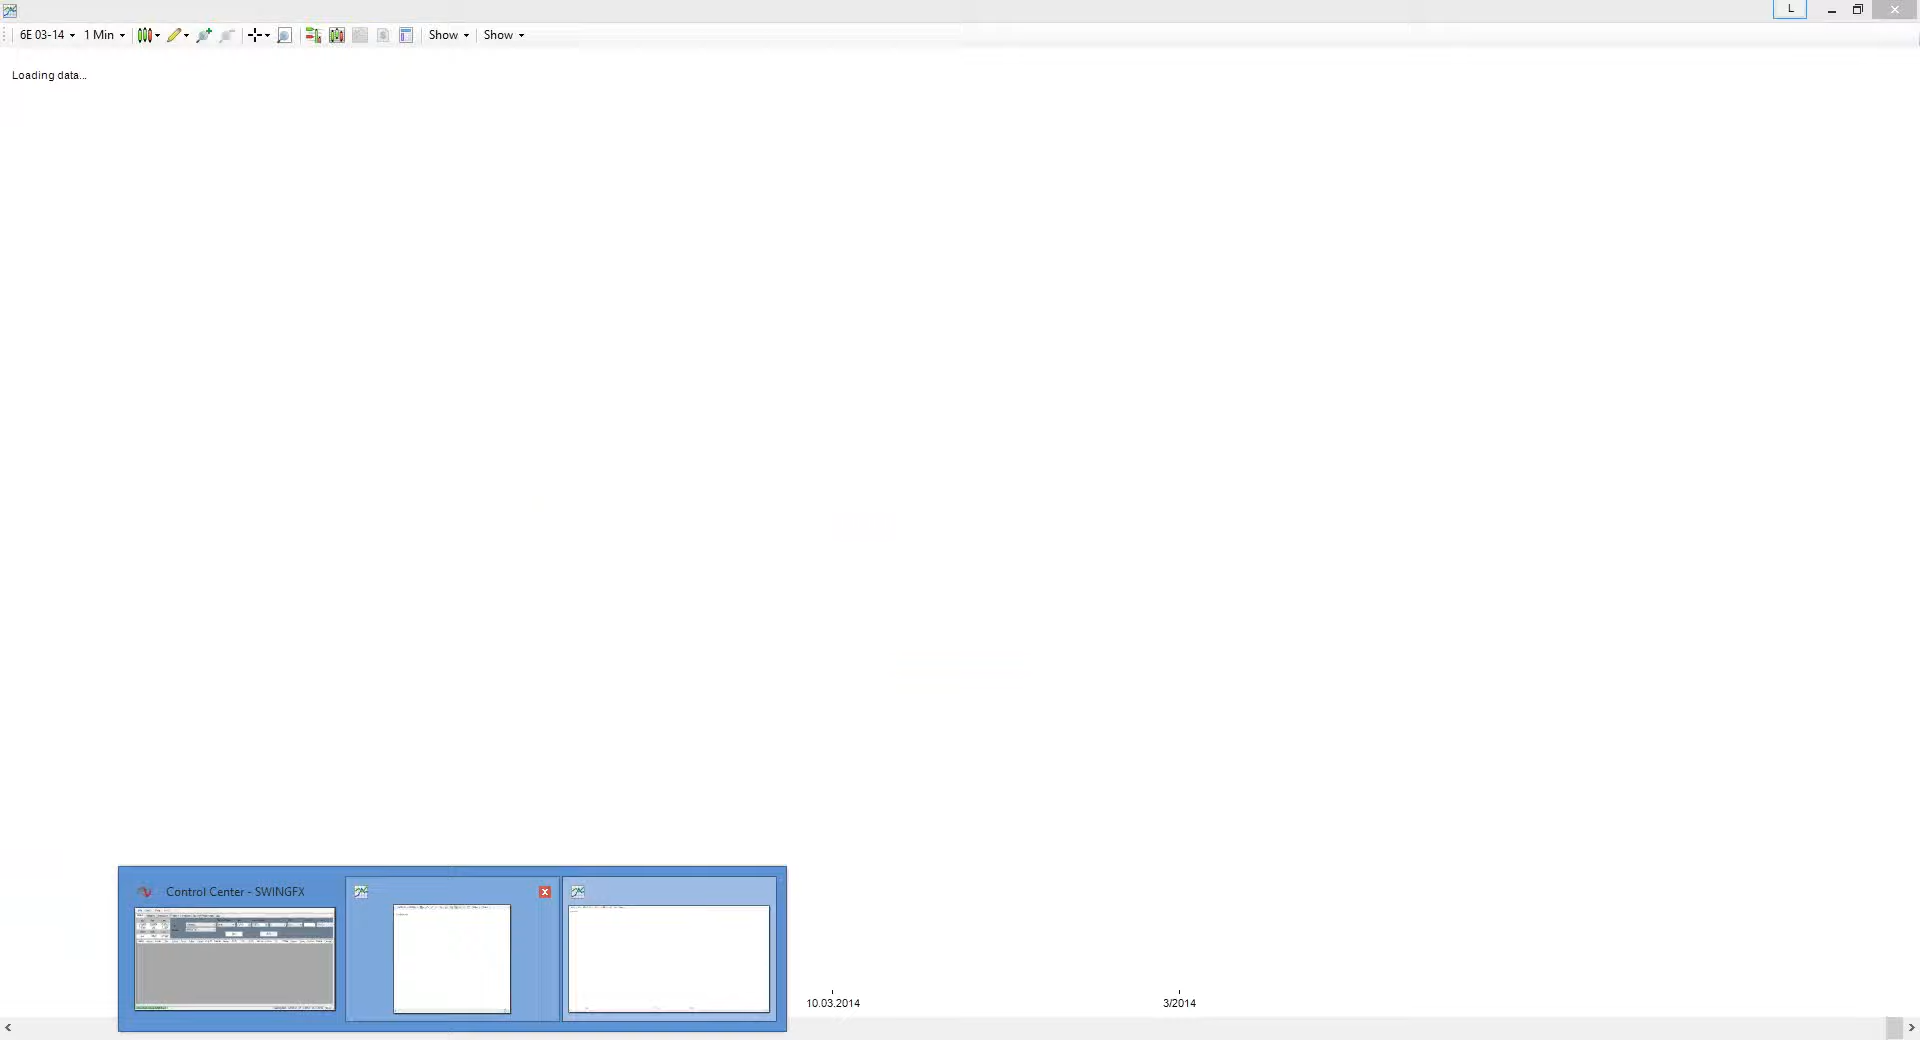 L
6E 03-14 1 Min Show Show
Loading data...
Control Center - SWINGFX
10.03.2014 3/2014